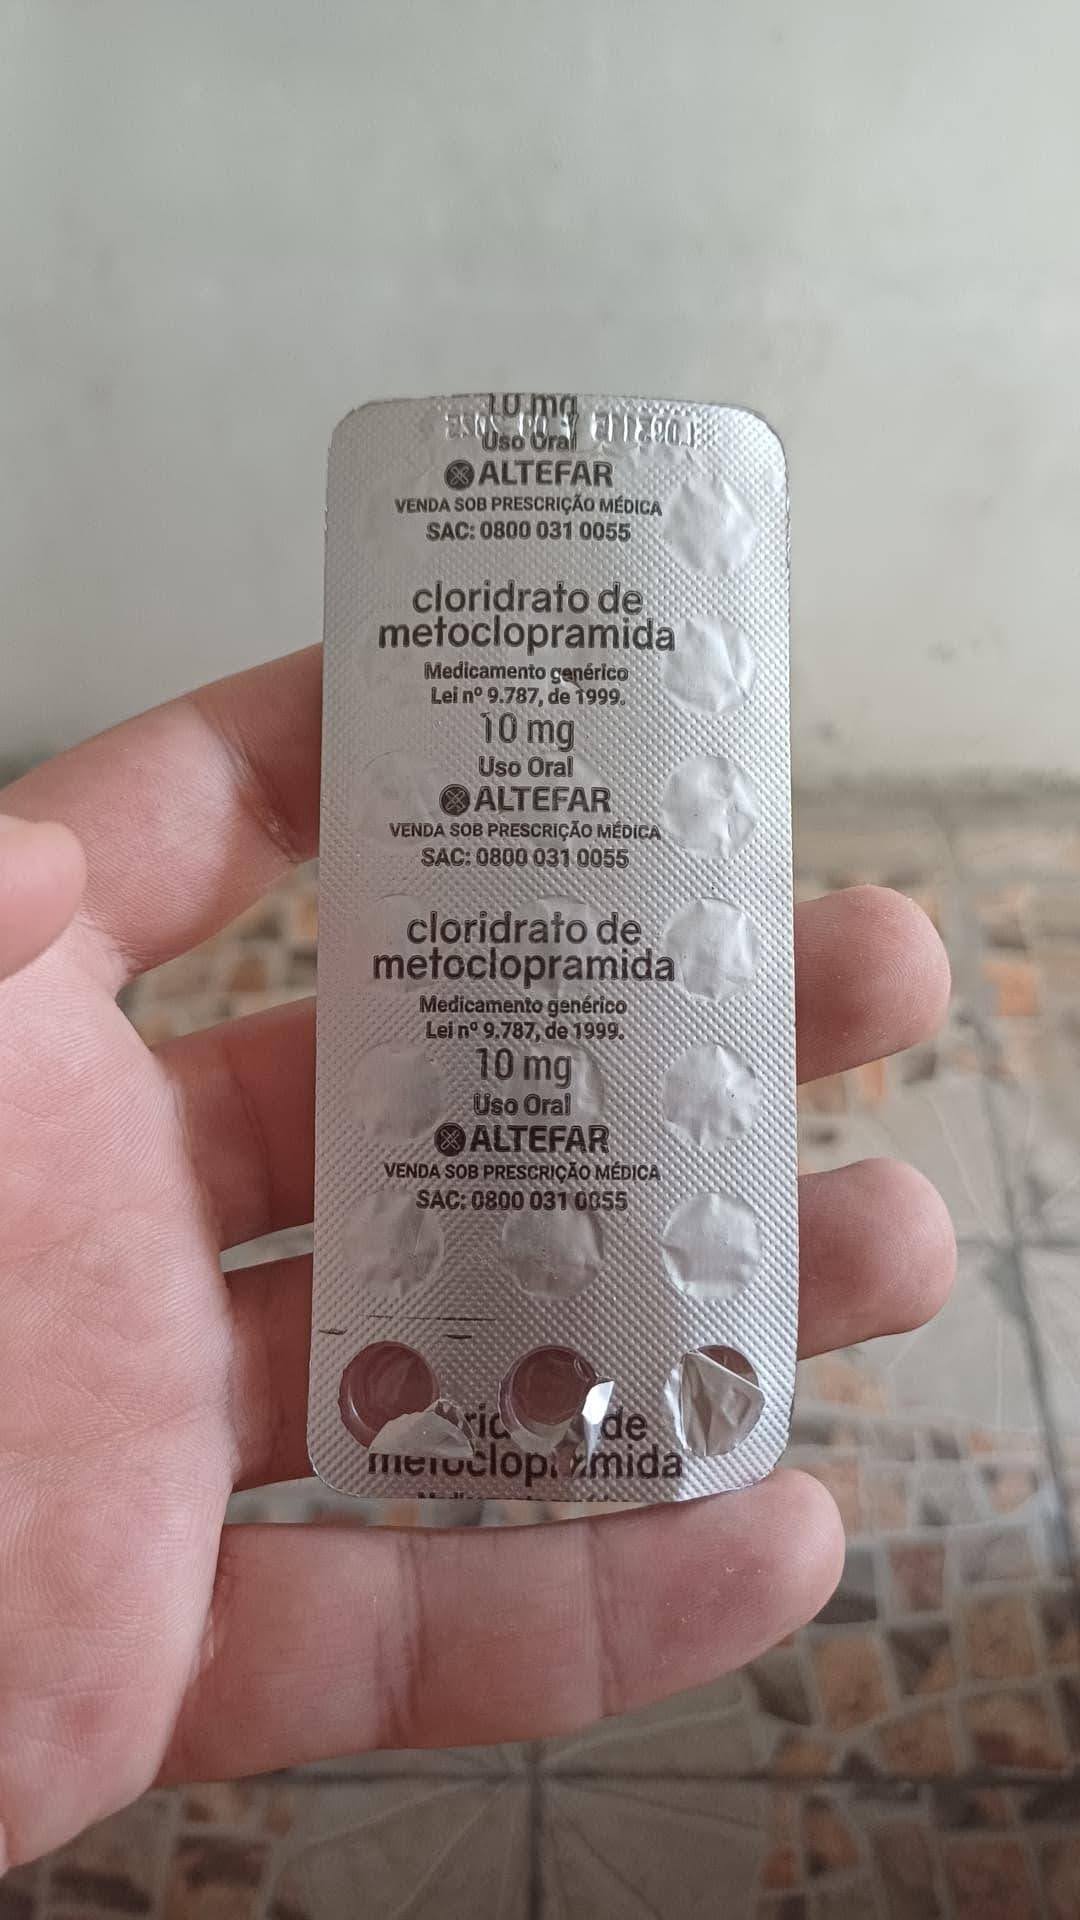 10 mg
Uso Oral
ALTEFAR
VENDA SOB PRESCRIÇÃO MÉDICA
SAC: 0800 031 0055
cloridrato de
metoclopramida
Medicamento genérico
Lei nº 9.787, de 1999.
10 mg
Uso Oral
ALTEFAR
VENDA SOB PRESCRIÇÃO MÉDICA
SAC: 0800 031 0055
cloridrato de
metoclopramida
Medicamento genérico
Lei nº 9.787, de 1999.
10 mg
Uso Oral
ALTEFAR
VENDA SOB PRESCRIÇÃO MÉDICA
SAC: 0800 031 0055
de